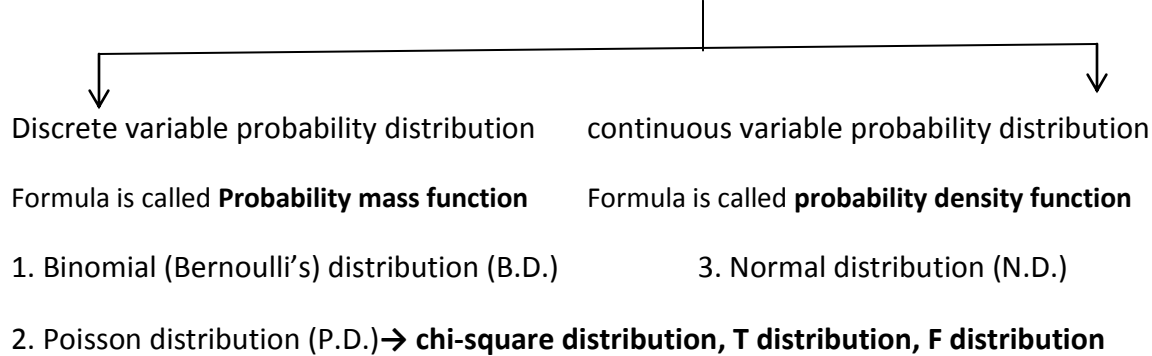 Discrete variable probability distribution continuous variable probability distribution
Formula is called Probability mass function Formula is called probability density function
1. Binomial (Bernoulli’s) distribution (B.D.) 3. Normal distribution (N.D.)
2. Poisson distribution (P.D.)→ chi-square distribution, T distribution, F distribution